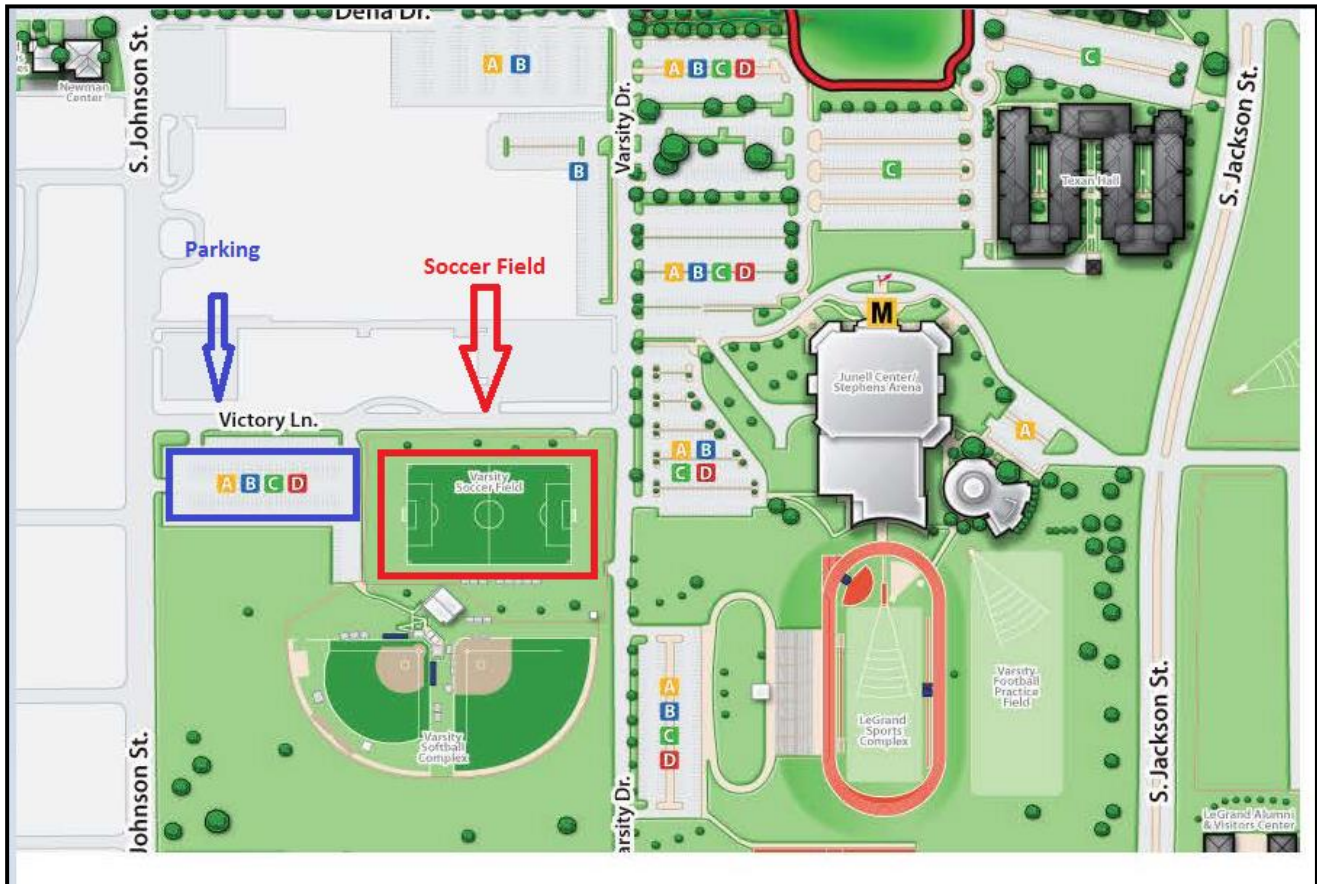 Dena Dr.
S. Johnson St.
Newman
Center
A B
A B C D
C
Varsity Dr.
B
C
Texan Hall
S. Jackson St.
Parking
Soccer Field
A B C D
M
Junell Center/
Stephens Arena
Victory Ln.
A
A B
C D
A B C D
Varsity
Soccer Field
Varsity
Softball
Complex
A
B
C
D
LeGrand
Sports
Complex
Varsity
Football
Practice
Field
S. Jackson St.
Johnson St.
arsity Dr.
LeGrand Alumni
& Visitors Center